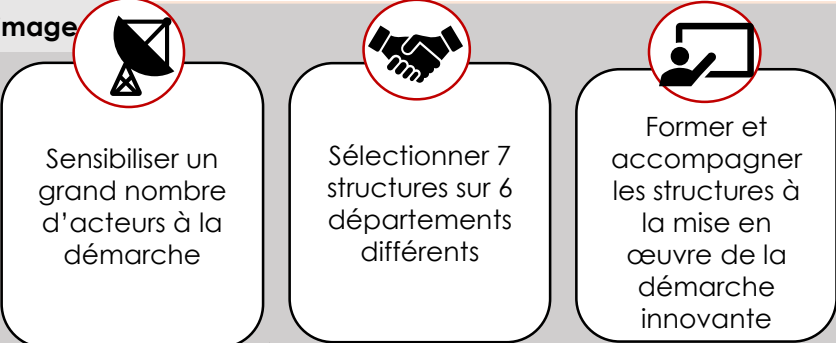 mage
Sensibiliser un
grand nombre
d’acteurs à la
démarche
Sélectionner 7
structures sur 6
départements
différents
Former et
accompagner
les structures à
la mise en
œuvre de la
démarche
innovante